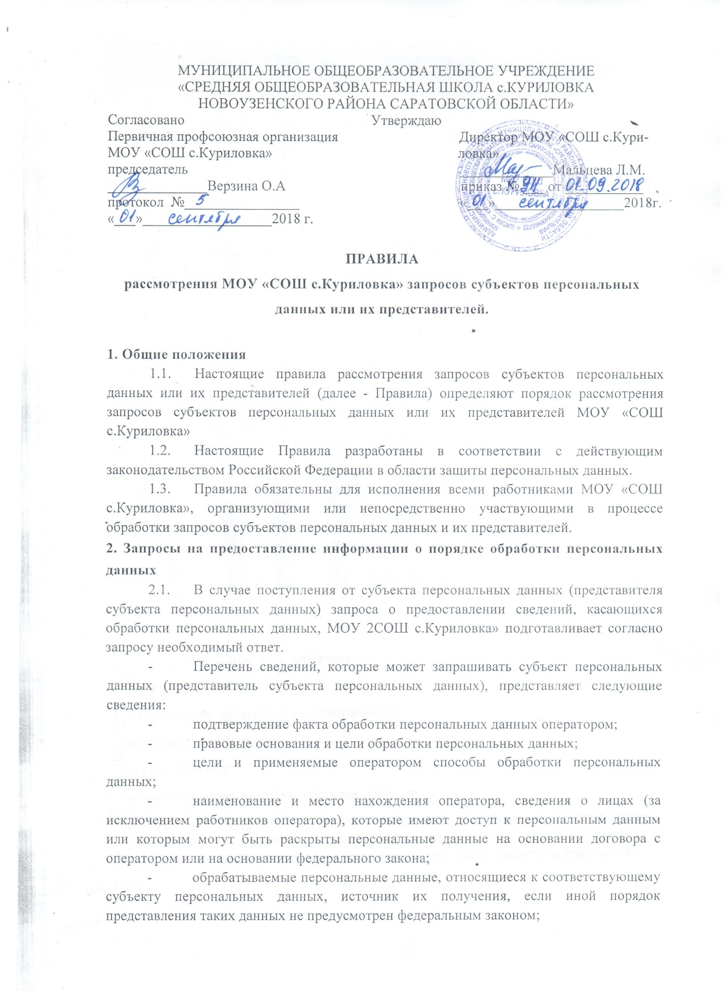 МУНИЦИПАЛЬНОЕ ОБЩЕОБРАЗОВАТЕЛЬНОЕ УЧРЕЖДЕНИЕ
«СРЕДНЯЯ ОБЩЕОБРАЗОВАТЕЛЬНАЯ ШКОЛА с.КУРИЛОВКА
НОВОУЗЕНСКОГО РАЙОНА САРАТОВСКОЙ ОБЛАСТИ»
Согласовано
Первичная профсоюзная организация
МОУ «СОШ с.Куриловка»
председатель
______________Верзина О.А
протокол № 5
«01» сентября 2018 г.
Утверждаю
Директор МОУ «СОШ с.Кури-
ловка»
_____________Мальцева Л.М.
приказ № 94 от 01.09.2018
«01» сентября 2018г.
ПРАВИЛА
рассмотрения МОУ «СОШ с.Куриловка» запросов субъектов персональных
данных или их представителей.
1. Общие положения
1.1. Настоящие правила рассмотрения запросов субъектов персональных
данных или их представителей (далее - Правила) определяют порядок рассмотрения
запросов субъектов персональных данных или их представителей МОУ «СОШ
с.Куриловка»
1.2. Настоящие Правила разработаны в соответствии с действующим
законодательством Российской Федерации в области защиты персональных данных.
1.3. Правила обязательны для исполнения всеми работниками МОУ «СОШ
с.Куриловка», организующими или непосредственно участвующими в процессе
обработки запросов субъектов персональных данных и их представителей.
2. Запросы на предоставление информации о порядке обработки персональных
данных
2.1. В случае поступления от субъекта персональных данных (представителя
субъекта персональных данных) запроса о предоставлении сведений, касающихся
обработки персональных данных, МОУ 2СОШ с.Куриловка» подготавливает согласно
запросу необходимый ответ.
- Перечень сведений, которые может запрашивать субъект персональных
данных (представитель субъекта персональных данных), представляет следующие
сведения:
- подтверждение факта обработки персональных данных оператором;
- правовые основания и цели обработки персональных данных;
- цели и применяемые оператором способы обработки персональных
данных;
- наименование и место нахождения оператора, сведения о лицах (за
исключением работников оператора), которые имеют доступ к персональным данным
или которым могут быть раскрыты персональные данные на основании договора с
оператором или на основании федерального закона;
- обрабатываемые персональные данные, относящиеся к соответствующему
субъекту персональных данных, источник их получения, если иной порядок
представления таких данных не предусмотрен федеральным законом;